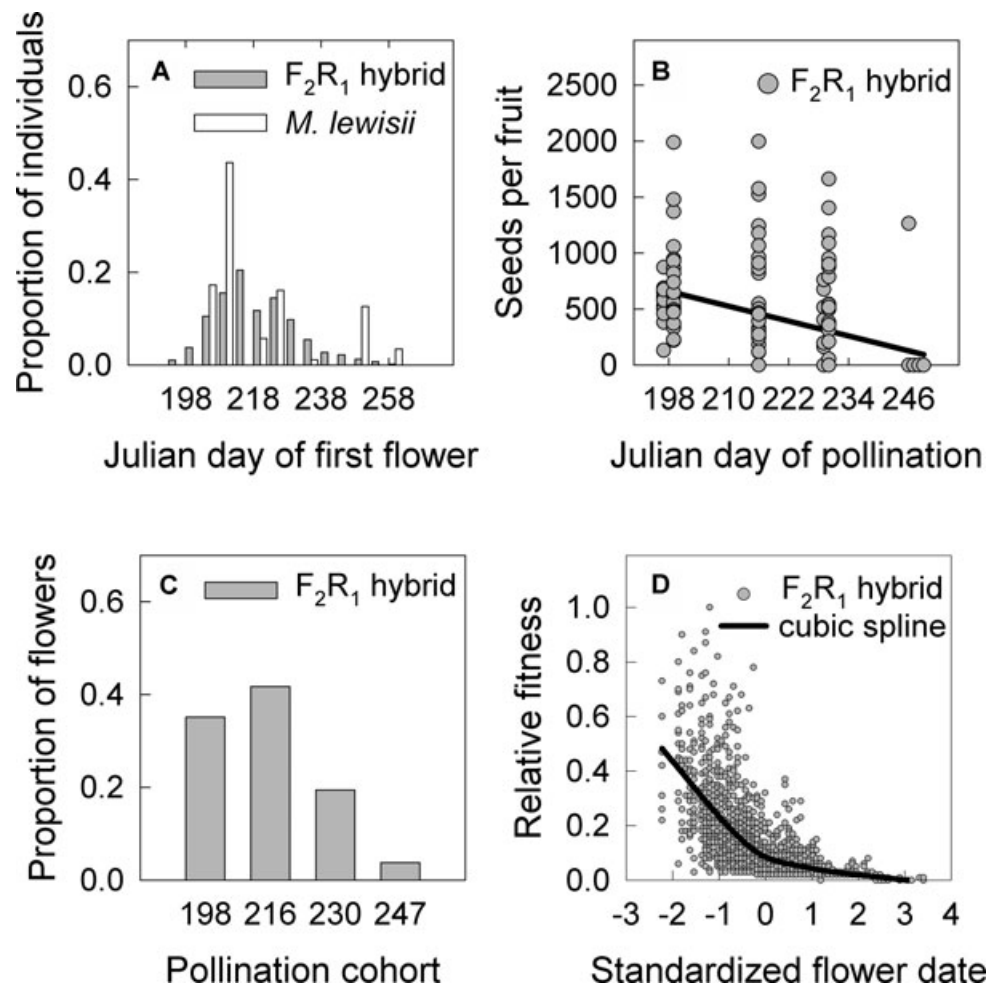 Proportion of individuals
A
F₂R₁ hybrid
M. lewisii
0.6
0.4
0.2
0.0
198 218 238 258
Julian day of first flower
Seeds per fruit
B
F₂R₁ hybrid
2500
2000
1500
1000
500
0
198 210 222 234 246
Julian day of pollination
Proportion of flowers
C
F₂R₁ hybrid
0.6
0.4
0.2
0.0
198 216 230 247
Pollination cohort
Relative fitness
D
F₂R₁ hybrid
cubic spline
1.0
0.8
0.6
0.4
0.2
0.0
-3 -2 -1 0 1 2 3 4
Standardized flower date